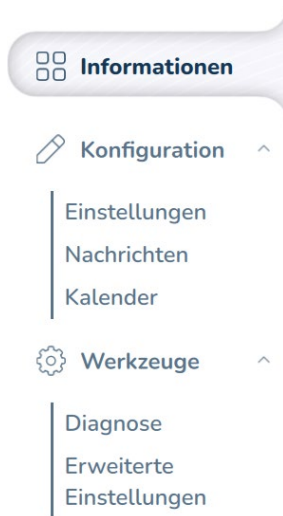 Informationen
Konfiguration
Einstellungen
Nachrichten
Kalender
Werkzeuge
Diagnose
Erweiterte
Einstellungen